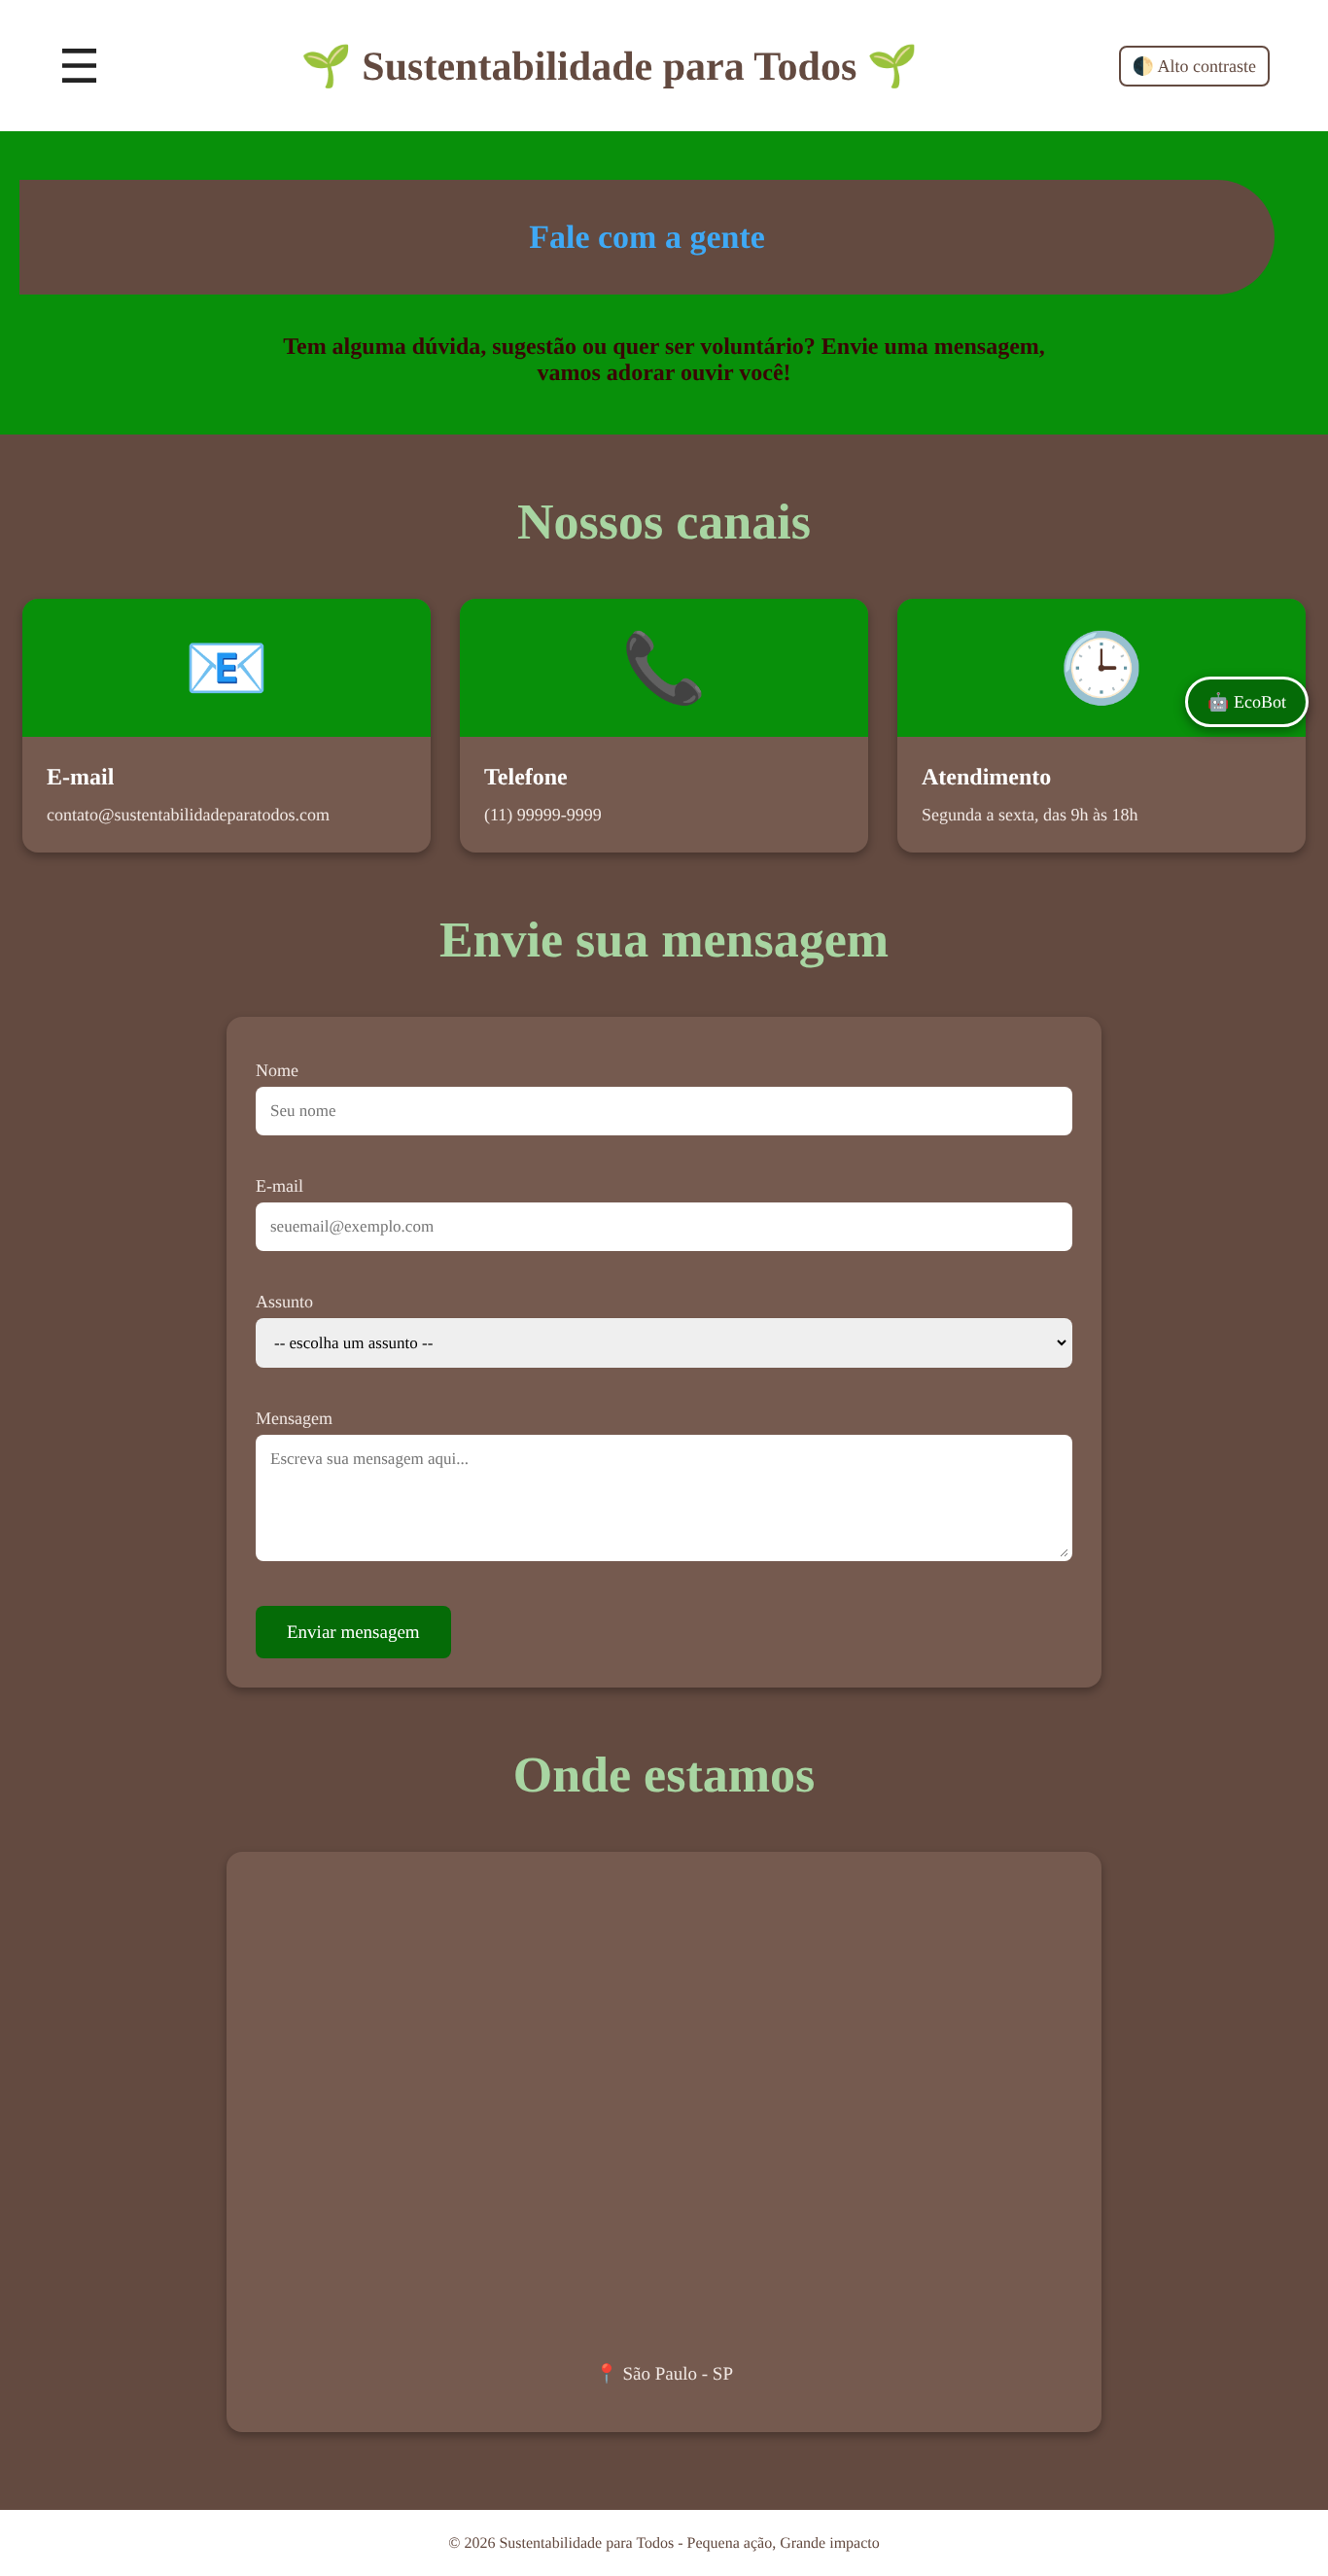 ☰
🌱 Sustentabilidade para Todos 🌱
🌓 Alto contraste
Fale com a gente
Tem alguma dúvida, sugestão ou quer ser voluntário? Envie uma mensagem,
vamos adorar ouvir você!
Nossos canais
E-mail
contato@sustentabilidadeparatodos.com
Telefone
(11) 99999-9999
Atendimento
Segunda a sexta, das 9h às 18h
🤖 EcoBot
Envie sua mensagem
Nome
Seu nome
E-mail
seuemail@exemplo.com
Assunto
-- escolha um assunto --
Mensagem
Escreva sua mensagem aqui...
Enviar mensagem
Onde estamos
📍 São Paulo - SP
© 2026 Sustentabilidade para Todos - Pequena ação, Grande impacto